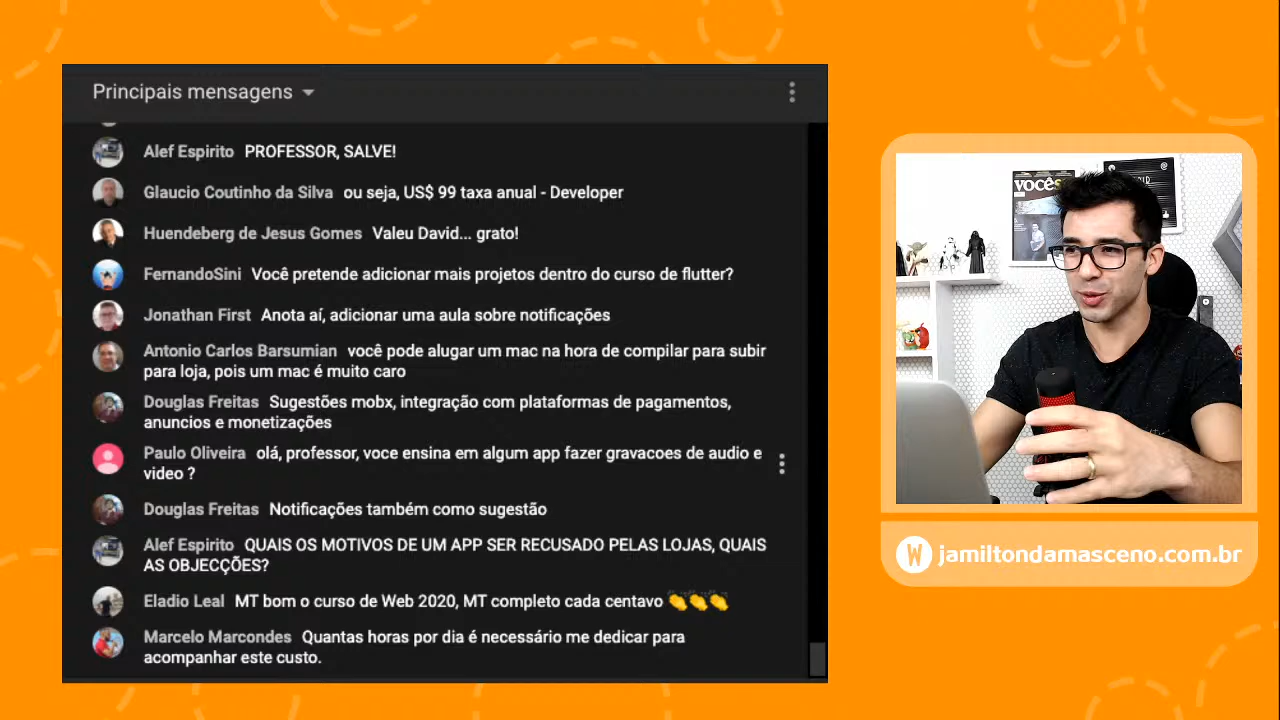 Principais mensagens
Alef Espirito PROFESSOR, SALVE!
Glaucio Coutinho da Silva ou seja, US$ 99 taxa anual - Developer
Huendeberg de Jesus Gomes Valeu David... grato!
FernandoSini Você pretende adicionar mais projetos dentro do curso de flutter?
Jonathan First Anota aí, adicionar uma aula sobre notificações
Antonio Carlos Barsumian você pode alugar um mac na hora de compilar para subir
para loja, pois um mac é muito caro
Douglas Freitas Sugestões mobx, integração com plataformas de pagamentos,
anuncios e monetizações
Paulo Oliveira olá, professor, voce ensina em algum app fazer gravacoes de audio e
video ?
Douglas Freitas Notificações também como sugestão
Alef Espirito QUAIS OS MOTIVOS DE UM APP SER RECUSADO PELAS LOJAS, QUAIS
AS OBJECÇÕES?
Eladio Leal MT bom o curso de Web 2020, MT completo cada centavo 👏👏👏
Marcelo Marcondes Quantas horas por dia é necessário me dedicar para
acompanhar este custo.
você
W jamiltondamasceno.com.br